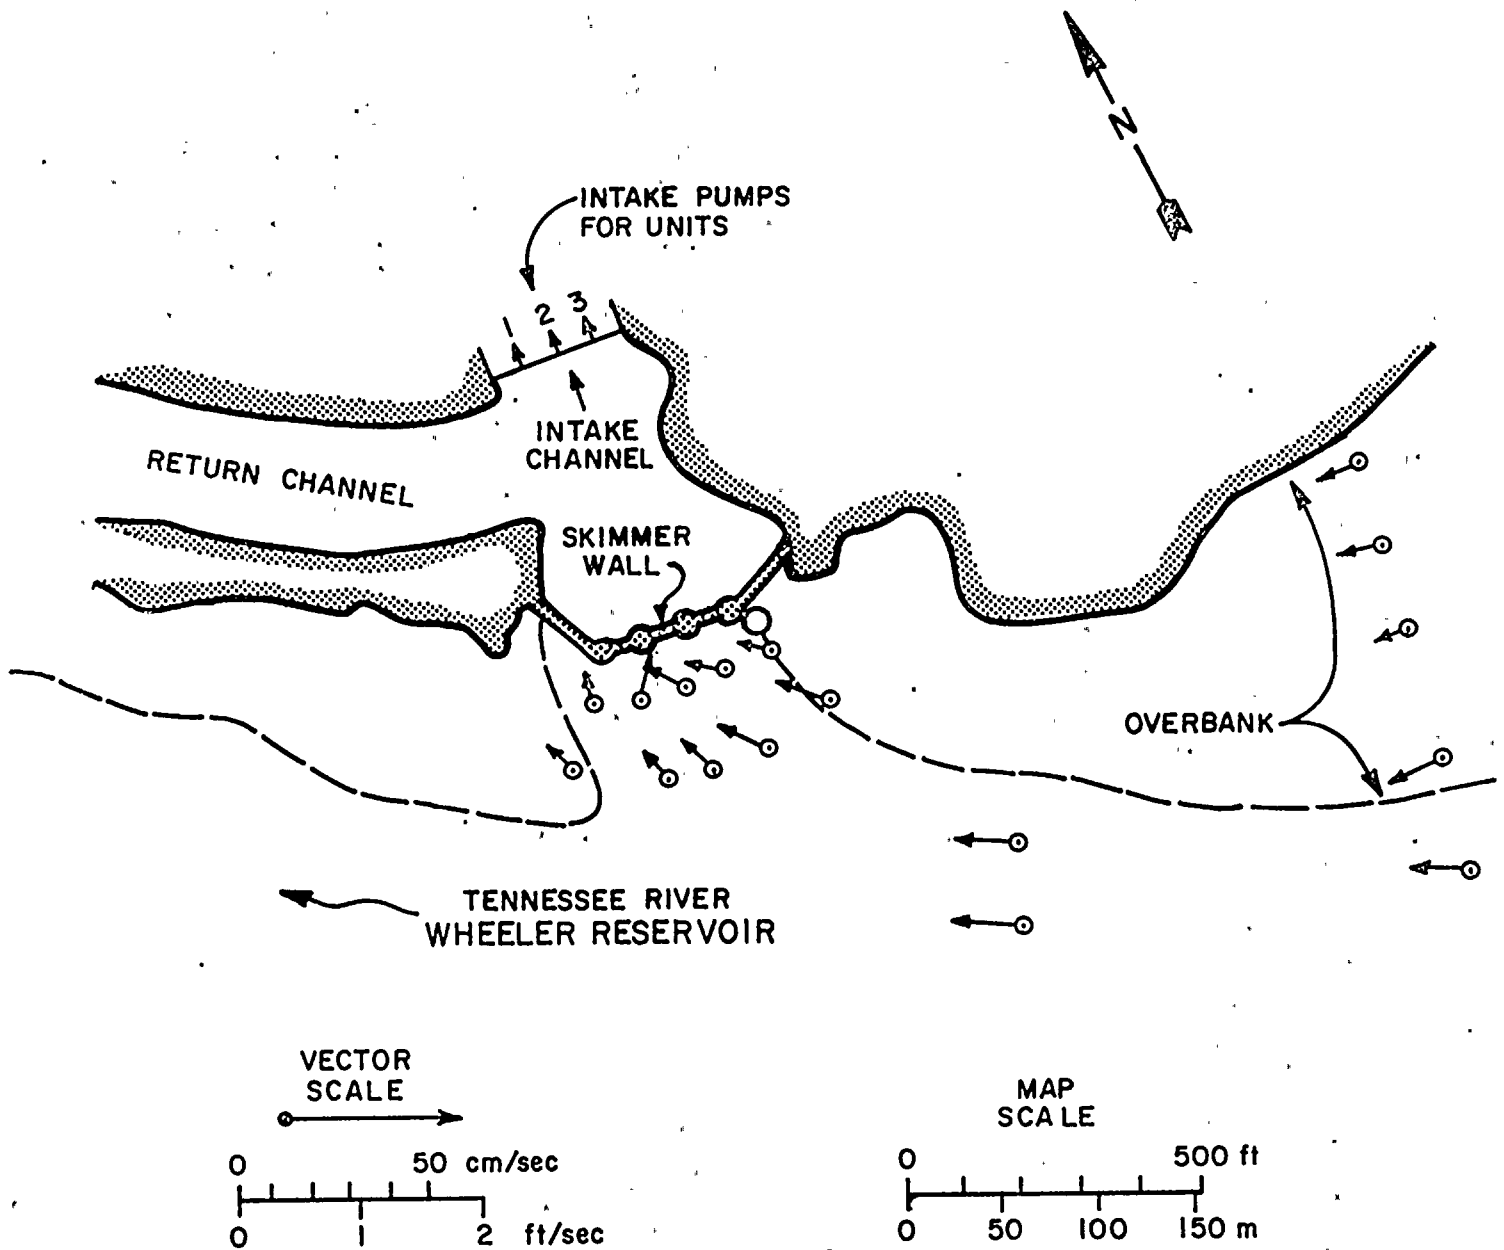 N
INTAKE PUMPS
FOR UNITS
1 2 3
INTAKE
CHANNEL
RETURN CHANNEL
SKIMMER
WALL
OVERBANK
TENNESSEE RIVER
WHEELER RESERVOIR
VECTOR
SCALE
0 50 cm/sec
0 1 2 ft/sec
MAP
SCALE
0 500 ft
0 50 100 150 m